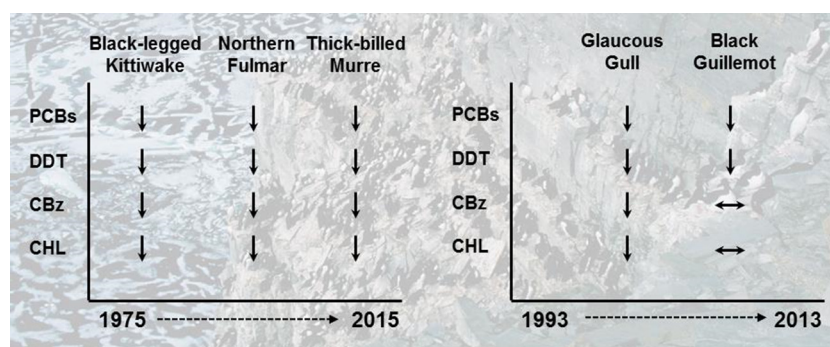 Black-legged Kittiwake
Northern Fulmar
Thick-billed Murre
PCBs
DDT
CBz
CHL
1975
2015
Glaucous Gull
Black Guillemot
PCBs
DDT
CBz
CHL
1993
2013